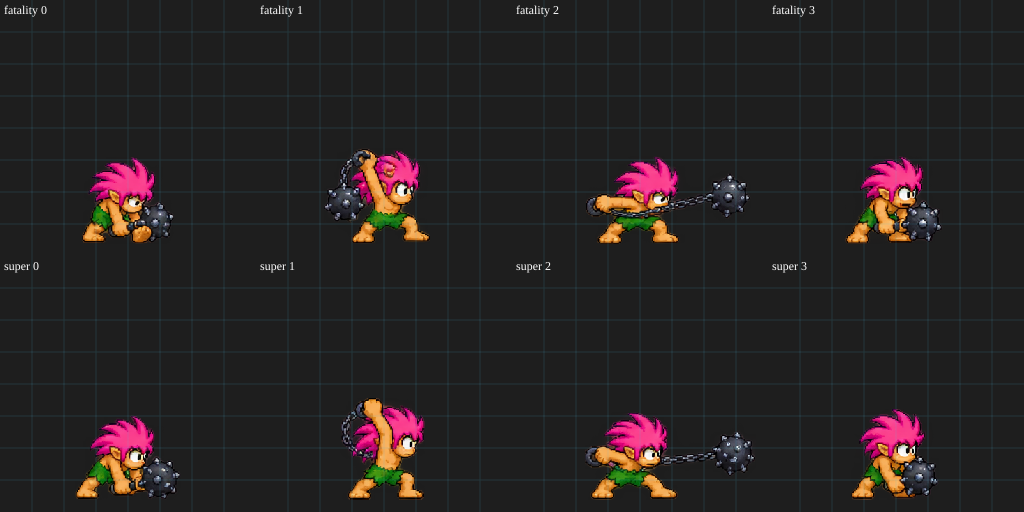 fatality 0
fatality 1
fatality 2
fatality 3
super 0
super 1
super 2
super 3